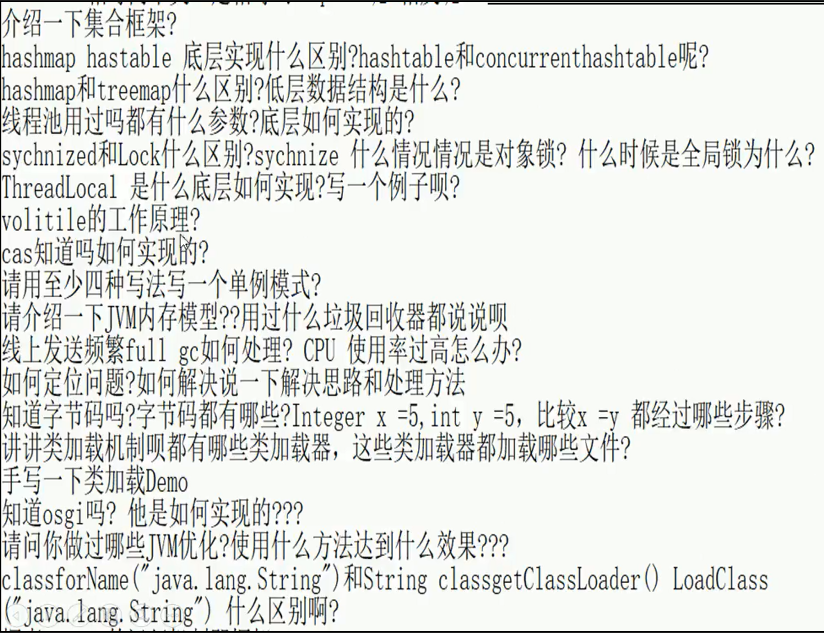 介绍一下集合框架?
hashmap hastable 底层实现什么区别?hashtable和concurrenthashtable呢?
hashmap和treemap什么区别?低层数据结构是什么?
线程池用过吗都有什么参数?底层如何实现的?
sychnized和Lock什么区别?sychnize 什么情况情况是对象锁? 什么时候是全局锁为什么?
ThreadLocal 是什么底层如何实现?写一个例子呗?
volitile的工作原理?
cas知道吗如何实现的?
请用至少四种写法写一个单例模式?
请介绍一下JVM内存模型??用过什么垃圾回收器都说说呗
线上发送频繁full gc如何处理? CPU 使用率过高怎么办?
如何定位问题?如何解决说一下解决思路和处理方法
知道字节码吗?字节码都有哪些?Integer x =5,int y =5, 比较x =y 都经过哪些步骤?
讲讲类加载机制呗都有哪些类加载器, 这些类加载器都加载哪些文件?
手写一下类加载Demo
知道osgi吗? 他是如何实现的???
请问你做过哪些JVM优化?使用什么方法达到什么效果???
classforName("java.lang.String")和String classgetClassLoader() LoadClass
("java.lang.String") 什么区别啊?